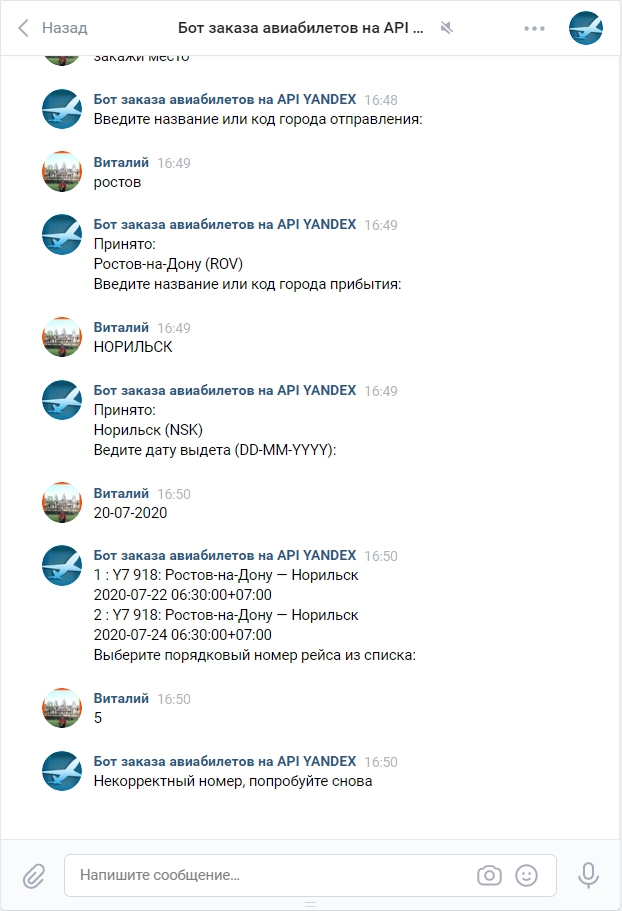 Назад
Бот заказа авиабилетов на API ...
закажи место
Бот заказа авиабилетов на API YANDEX 16:48
Введите название или код города отправления:
Виталий 16:49
ростов
Бот заказа авиабилетов на API YANDEX 16:49
Принято:
Ростов-на-Дону (ROV)
Введите название или код города прибытия:
Виталий 16:49
НОРИЛЬСК
Бот заказа авиабилетов на API YANDEX 16:49
Принято:
Норильск (NSK)
Ведите дату выдета (DD-MM-YYYY):
Виталий 16:50
20-07-2020
Бот заказа авиабилетов на API YANDEX 16:50
1 : Y7 918: Ростов-на-Дону — Норильск
2020-07-22 06:30:00+07:00
2 : Y7 918: Ростов-на-Дону — Норильск
2020-07-24 06:30:00+07:00
Выберите порядковый номер рейса из списка:
Виталий 16:50
5
Бот заказа авиабилетов на API YANDEX 16:50
Некорректный номер, попробуйте снова
Напишите сообщение...